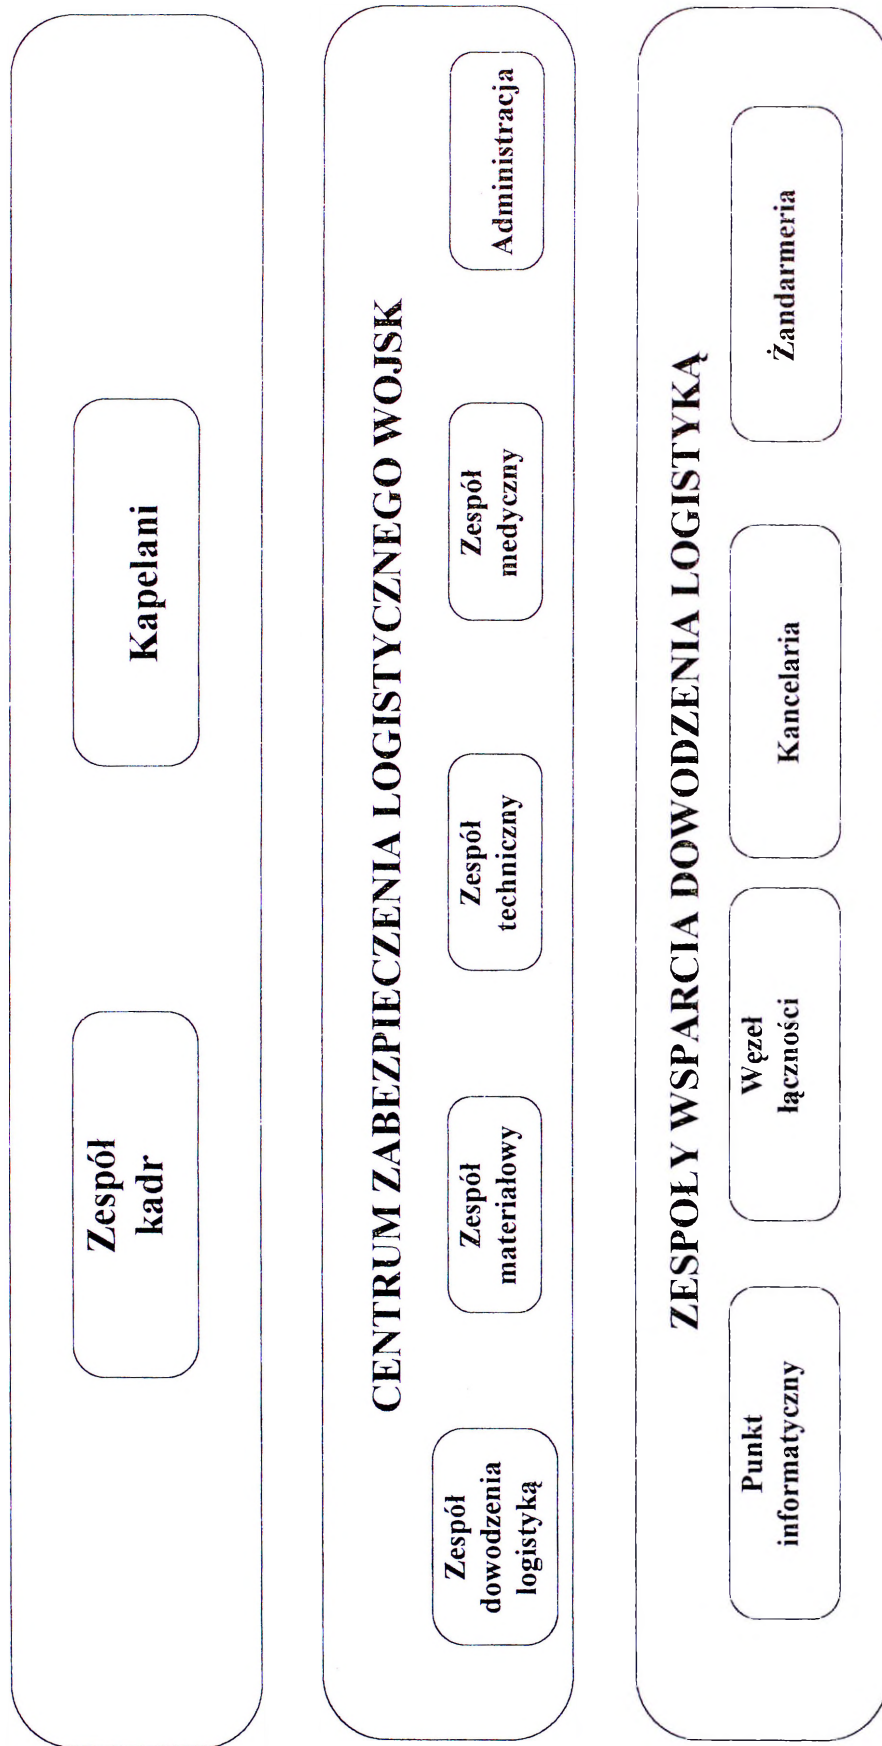 Zespół
kadr
Kapelani
CENTRUM ZABEZPIECZENIA LOGISTYCZNEGO WOJSK
Zespół
dowodzenia
logistyką
Zespół
materiałowy
Zespół
techniczny
Zespół
medyczny
Administracja
ZESPOŁY WSPARCIA DOWODZENIA LOGISTYKĄ
Punkt
informatyczny
Węzeł
łączności
Kancelaria
Żandarmeria